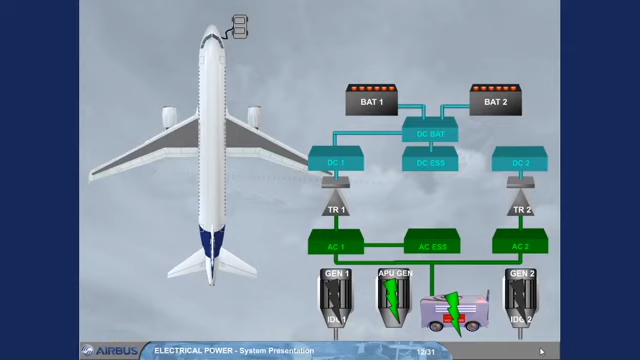 BAT 1
BAT 2
DC BAT
DC 1
DC ESS
DC 2
TR 1
TR 2
AC 1
AC ESS
AC 2
GEN 1
APU GEN
GEN 2
IDG 1
IDG 2
AIRBUS
ELECTRICAL POWER - System Presentation
12/31